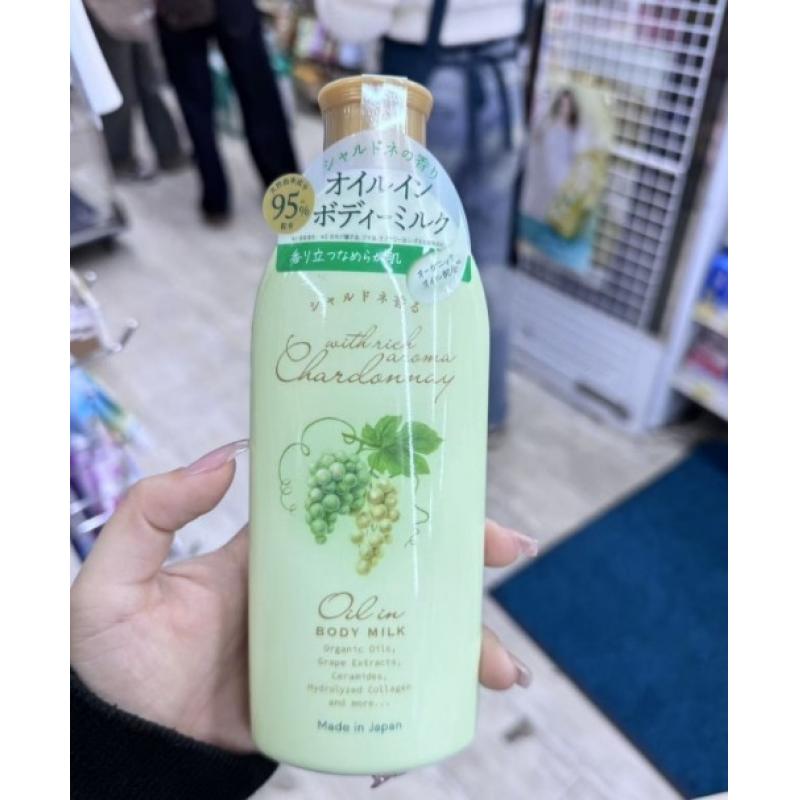 シャルドネの香り
オイルイン
ボディーミルク
天然由来成分
95%
配合
香り立つなめらか肌
オーガニック
オイル配合
シャルドネ香る
with rich
aroma
Chardonnay
Oil in
BODY MILK
Organic Oils,
Grape Extracts,
Ceramides,
Hydrolyzed Collagen
and more...
Made in Japan